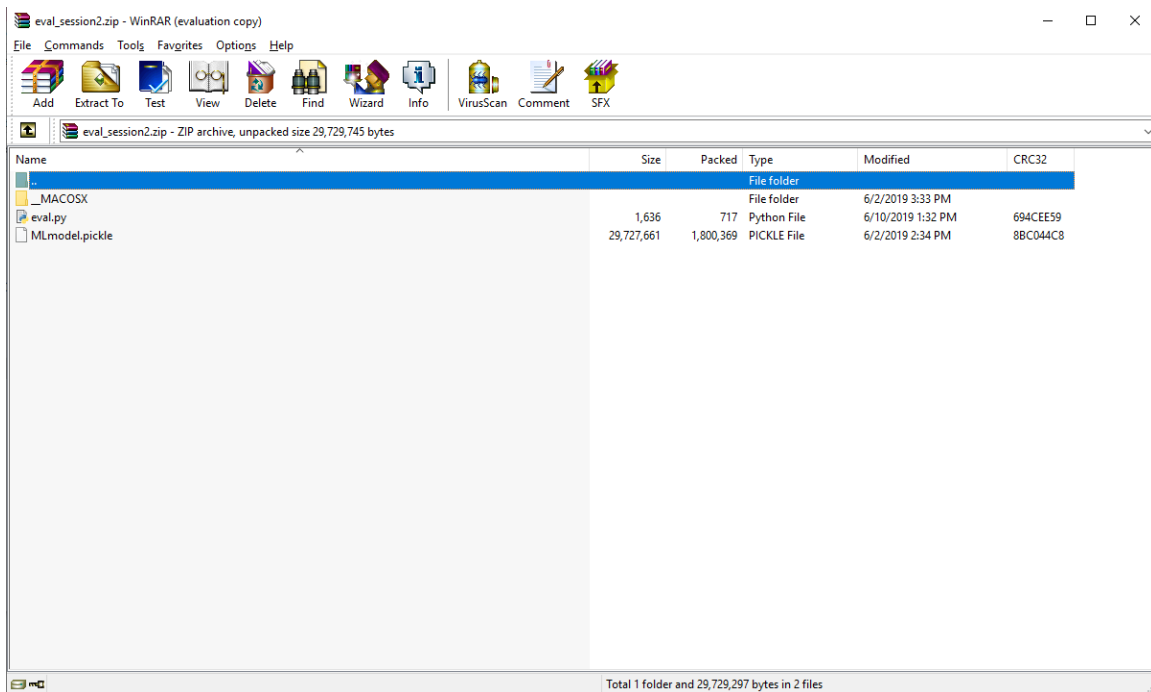 eval_session2.zip - WinRAR (evaluation copy)
File Commands Tools Favorites Options Help
Add Extract To Test View Delete Find Wizard Info VirusScan Comment SFX
eval_session2.zip - ZIP archive, unpacked size 29,729,745 bytes
Name Size Packed Type Modified CRC32
.. File folder
__MACOSX File folder 6/2/2019 3:33 PM
eval.py 1,636 717 Python File 6/10/2019 1:32 PM 694CEE59
MLmodel.pickle 29,727,661 1,800,369 PICKLE File 6/2/2019 2:34 PM 8BC044C8
Total 1 folder and 29,729,297 bytes in 2 files